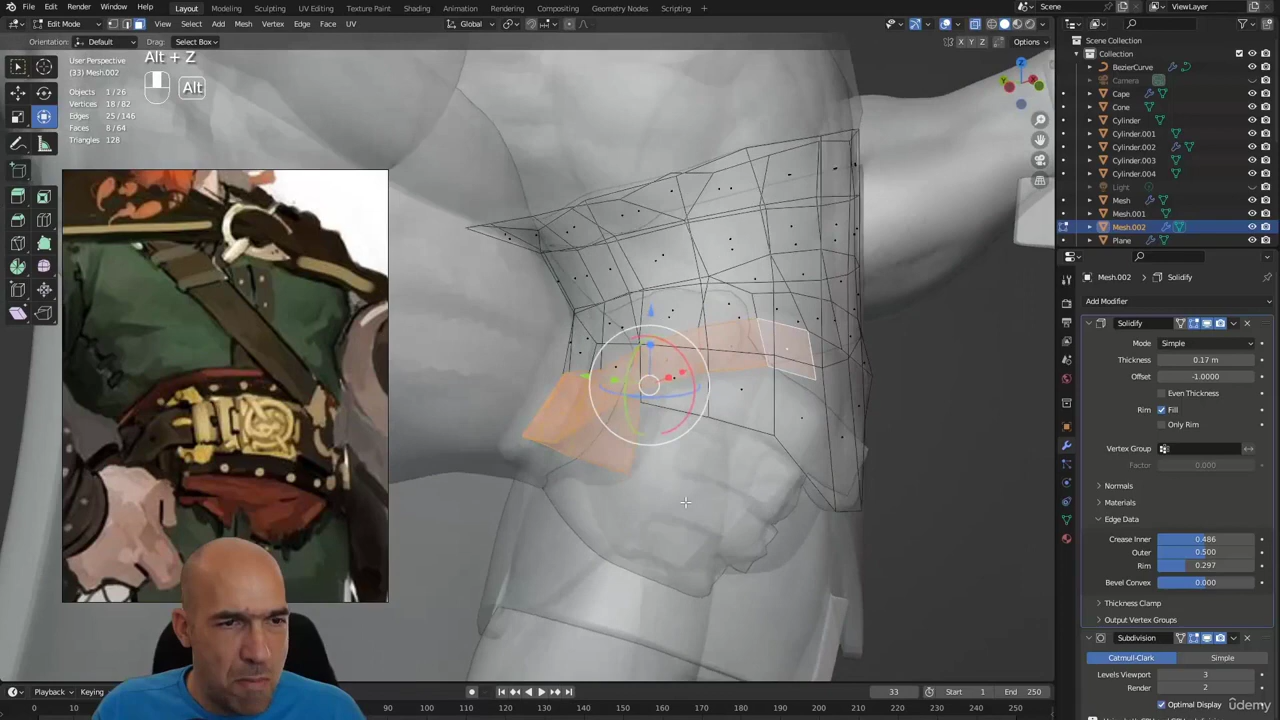 File Edit Render Window Help Layout Modeling Sculpting UV Editing Texture Paint Shading Animation Rendering Compositing Geometry Nodes Scripting Scene ViewLayer
Edit Mode View Select Add Mesh Vertex Edge Face UV Global
Orientation: Default Drag: Select Box X Y Z Options
Alt + Z
User Perspective
(33) Mesh.002
Alt
Objects 1/26
Vertices 18/82
Edges 25/146
Faces 8/64
Triangles 128
Scene Collection
Collection
BezierCurve
Camera
Cape
Cone
Cylinder
Cylinder.001
Cylinder.002
Cylinder.003
Cylinder.004
Light
Mesh
Mesh.001
Mesh.002
Plane
Mesh.002 Solidify
Add Modifier
Solidify
Mode Simple
Thickness 0.17 m
Offset -1.0000
Even Thickness
Rim Fill
Only Rim
Vertex Group
Factor 0.000
Normals
Materials
Edge Data
Crease Inner 0.486
Outer 0.500
Rim 0.297
Bevel Convex 0.000
Thickness Clamp
Output Vertex Groups
Subdivision
Catmull-Clark Simple
Levels Viewport 3
Render 2
Optimal Display
Playback Keying 33 Start 1 End 250
0 10 20 130 140 150 160 170 180 190 200 210 220 230 240 250
udemy